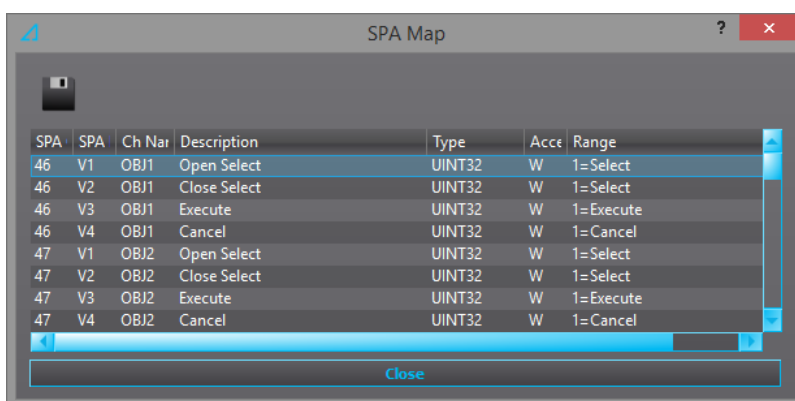 SPA Map ?
SPA SPA Ch Nar Description Type Acce Range
46 V1 OBJ1 Open Select UINT32 W 1=Select
46 V2 OBJ1 Close Select UINT32 W 1=Select
46 V3 OBJ1 Execute UINT32 W 1=Execute
46 V4 OBJ1 Cancel UINT32 W 1=Cancel
47 V1 OBJ2 Open Select UINT32 W 1=Select
47 V2 OBJ2 Close Select UINT32 W 1=Select
47 V3 OBJ2 Execute UINT32 W 1=Execute
47 V4 OBJ2 Cancel UINT32 W 1=Cancel
Close